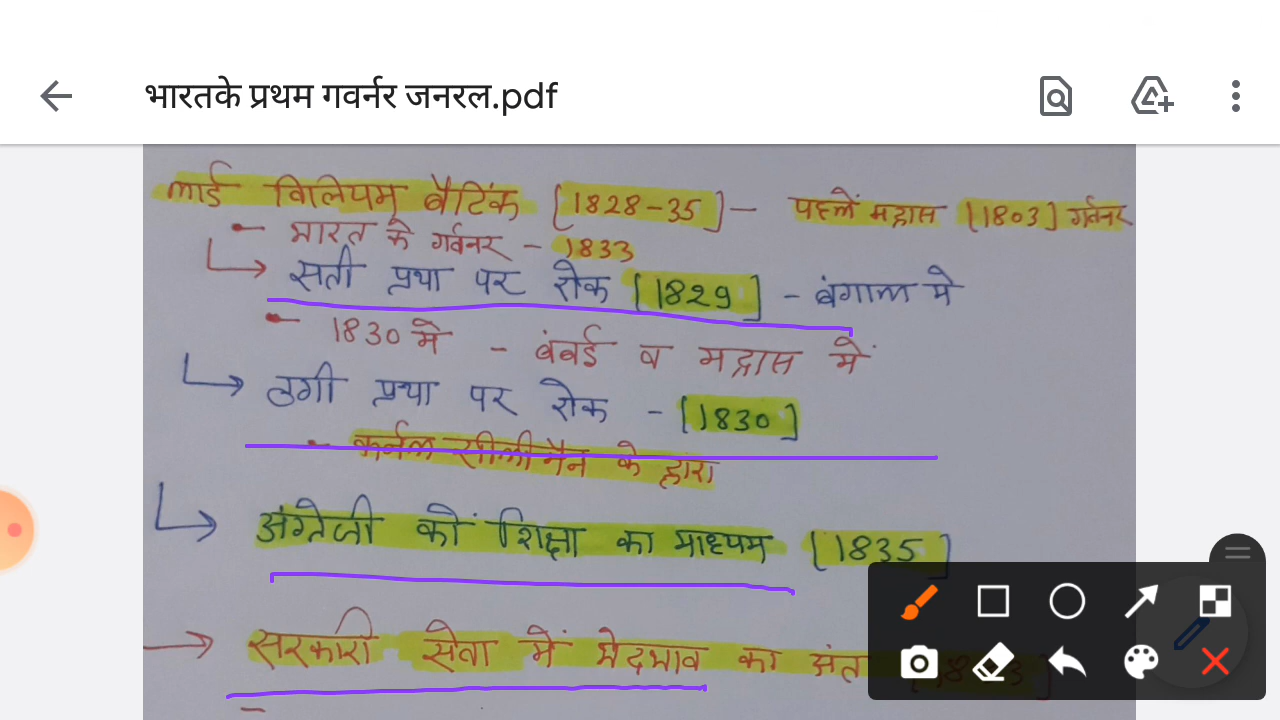 भारतके प्रथम गवर्नर जनरल.pdf
लार्ड विलियम बैटिंक [1828-35] — पहले मद्रास [1803] गर्वनर
- भारत के गर्वनर - 1833
सती प्रथा पर रोक [1829] - बंगाल मे
- 1830 मे - बंबई व मद्रास में
ठगी प्रथा पर रोक - [1830]
- कर्नल स्लीमैन के द्वारा
अंग्रेजी को शिक्षा का माध्यम [1835]
→ सरकारी सेवा में भेदभाव का अंत